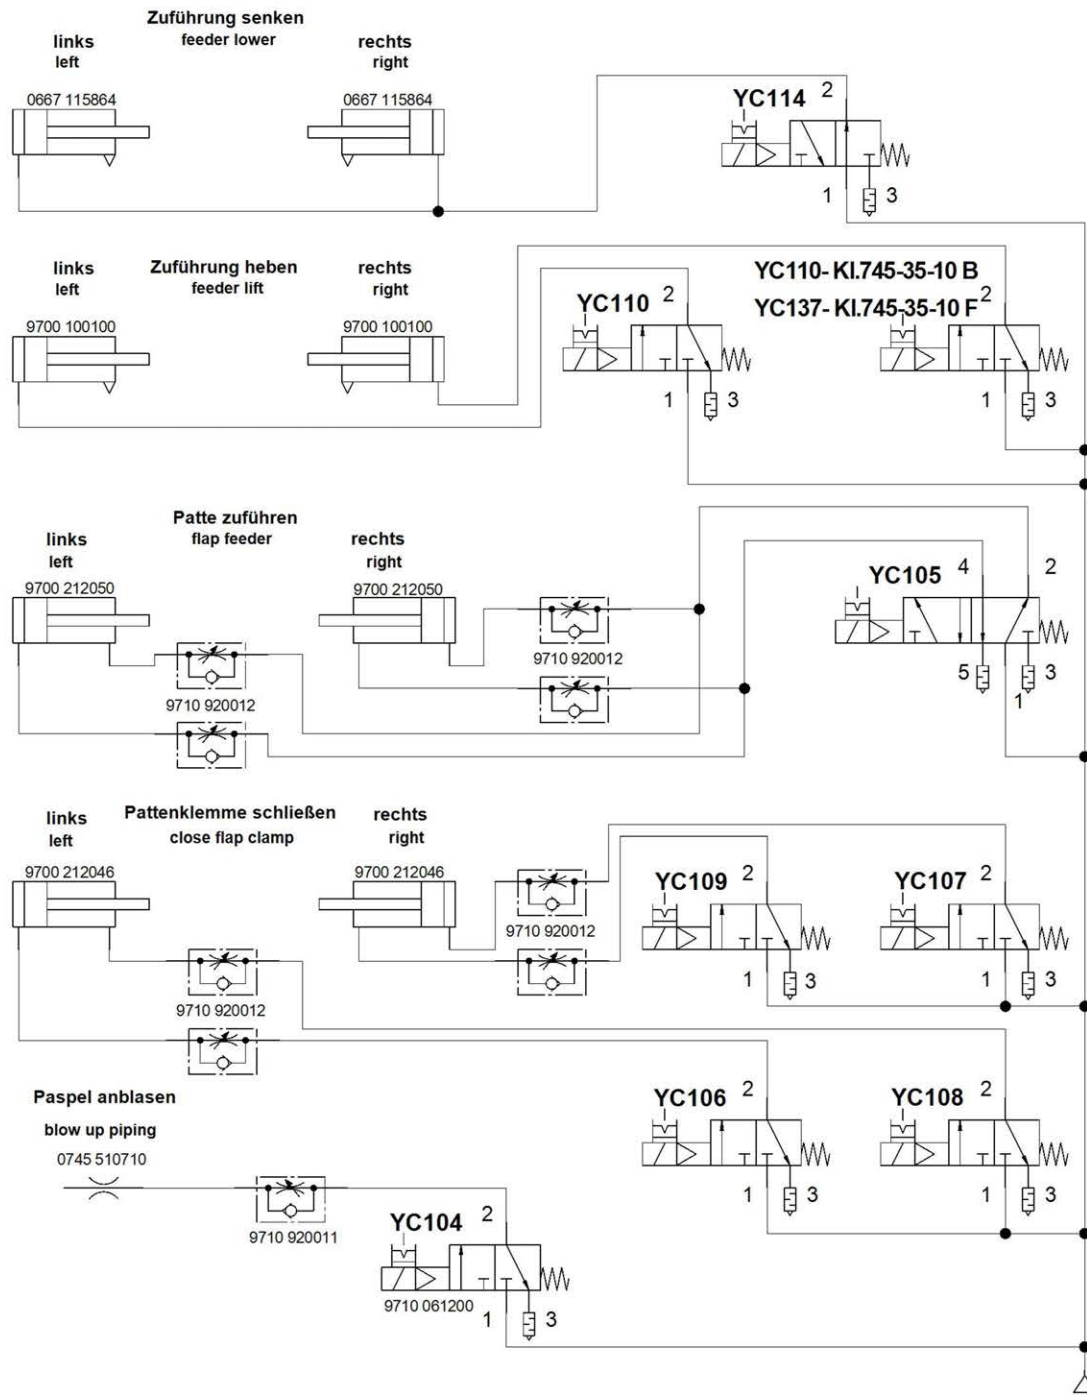 Zuführung senken
feeder lower
links
left
rechts
right
0667 115864
0667 115864
YC114
2
1
3
Zuführung heben
feeder lift
links
left
rechts
right
9700 100100
9700 100100
YC110- Kl.745-35-10 B
YC137- Kl.745-35-10 F
YC110
2
2
1
3
1
3
Patte zuführen
flap feeder
links
left
rechts
right
9700 212050
9700 212050
9710 920012
9710 920012
YC105
4
2
5
3
1
Pattenklemme schließen
close flap clamp
links
left
rechts
right
9700 212046
9700 212046
9710 920012
9710 920012
YC109
2
1
3
YC107
2
1
3
YC106
2
1
3
YC108
2
1
3
Paspel anblasen
blow up piping
0745 510710
9710 920011
YC104
2
9710 061200
1
3